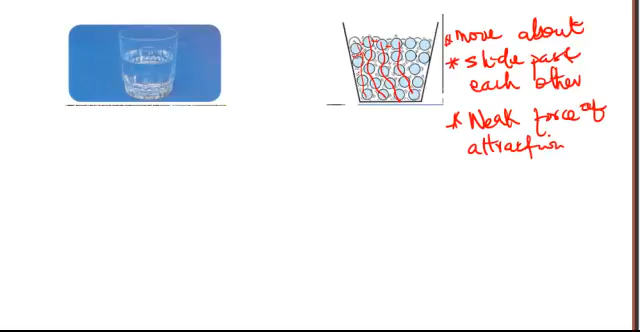 * move about
* slide past
each other
* Weak force of
attraction